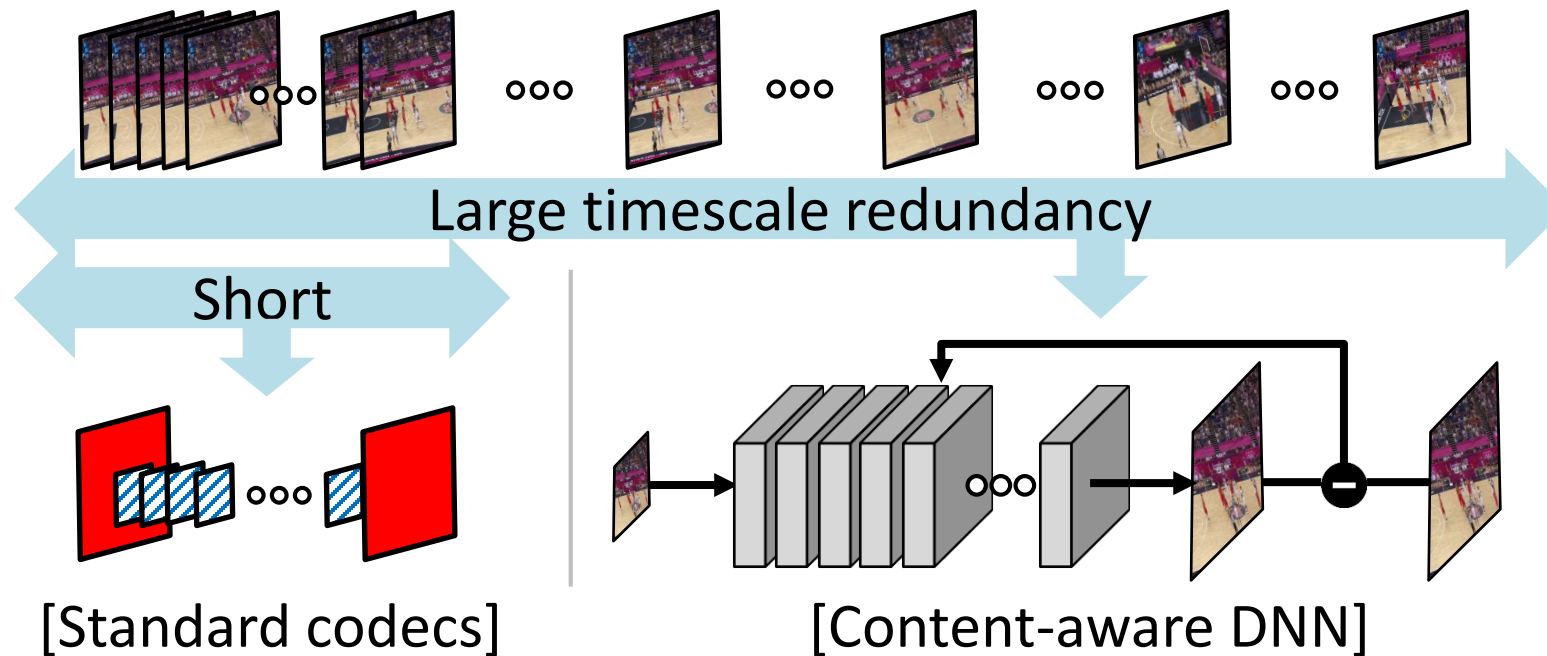 Large timescale redundancy
Short
[Standard codecs]
[Content-aware DNN]